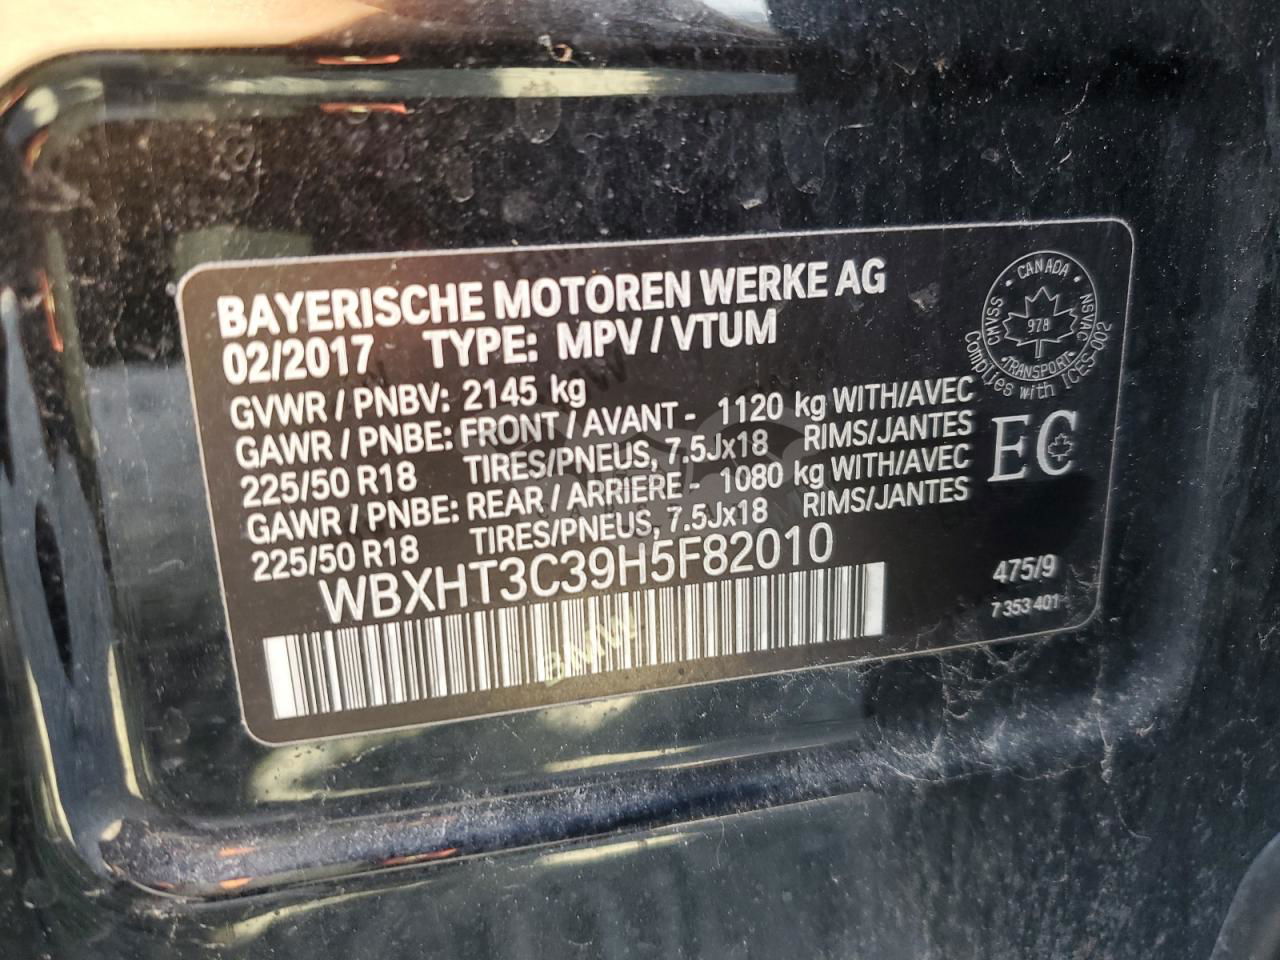 BAYERISCHE MOTOREN WERKE AG
02/2017 TYPE: MPV / VTUM
GVWR / PNBV: 2145 kg
GAWR / PNBE: FRONT / AVANT - 1120 kg WITH/AVEC
225/50 R18 TIRES/PNEUS, 7.5Jx18 RIMS/JANTES
GAWR / PNBE: REAR / ARRIERE - 1080 kg WITH/AVEC
225/50 R18 TIRES/PNEUS, 7.5Jx18 RIMS/JANTES
WBXHT3C39H5F82010
CANADA
CMVSS
NSVAC
978
TRANSPORT
Complies with ICES-002
EC
475/9
7 353 401
BMW